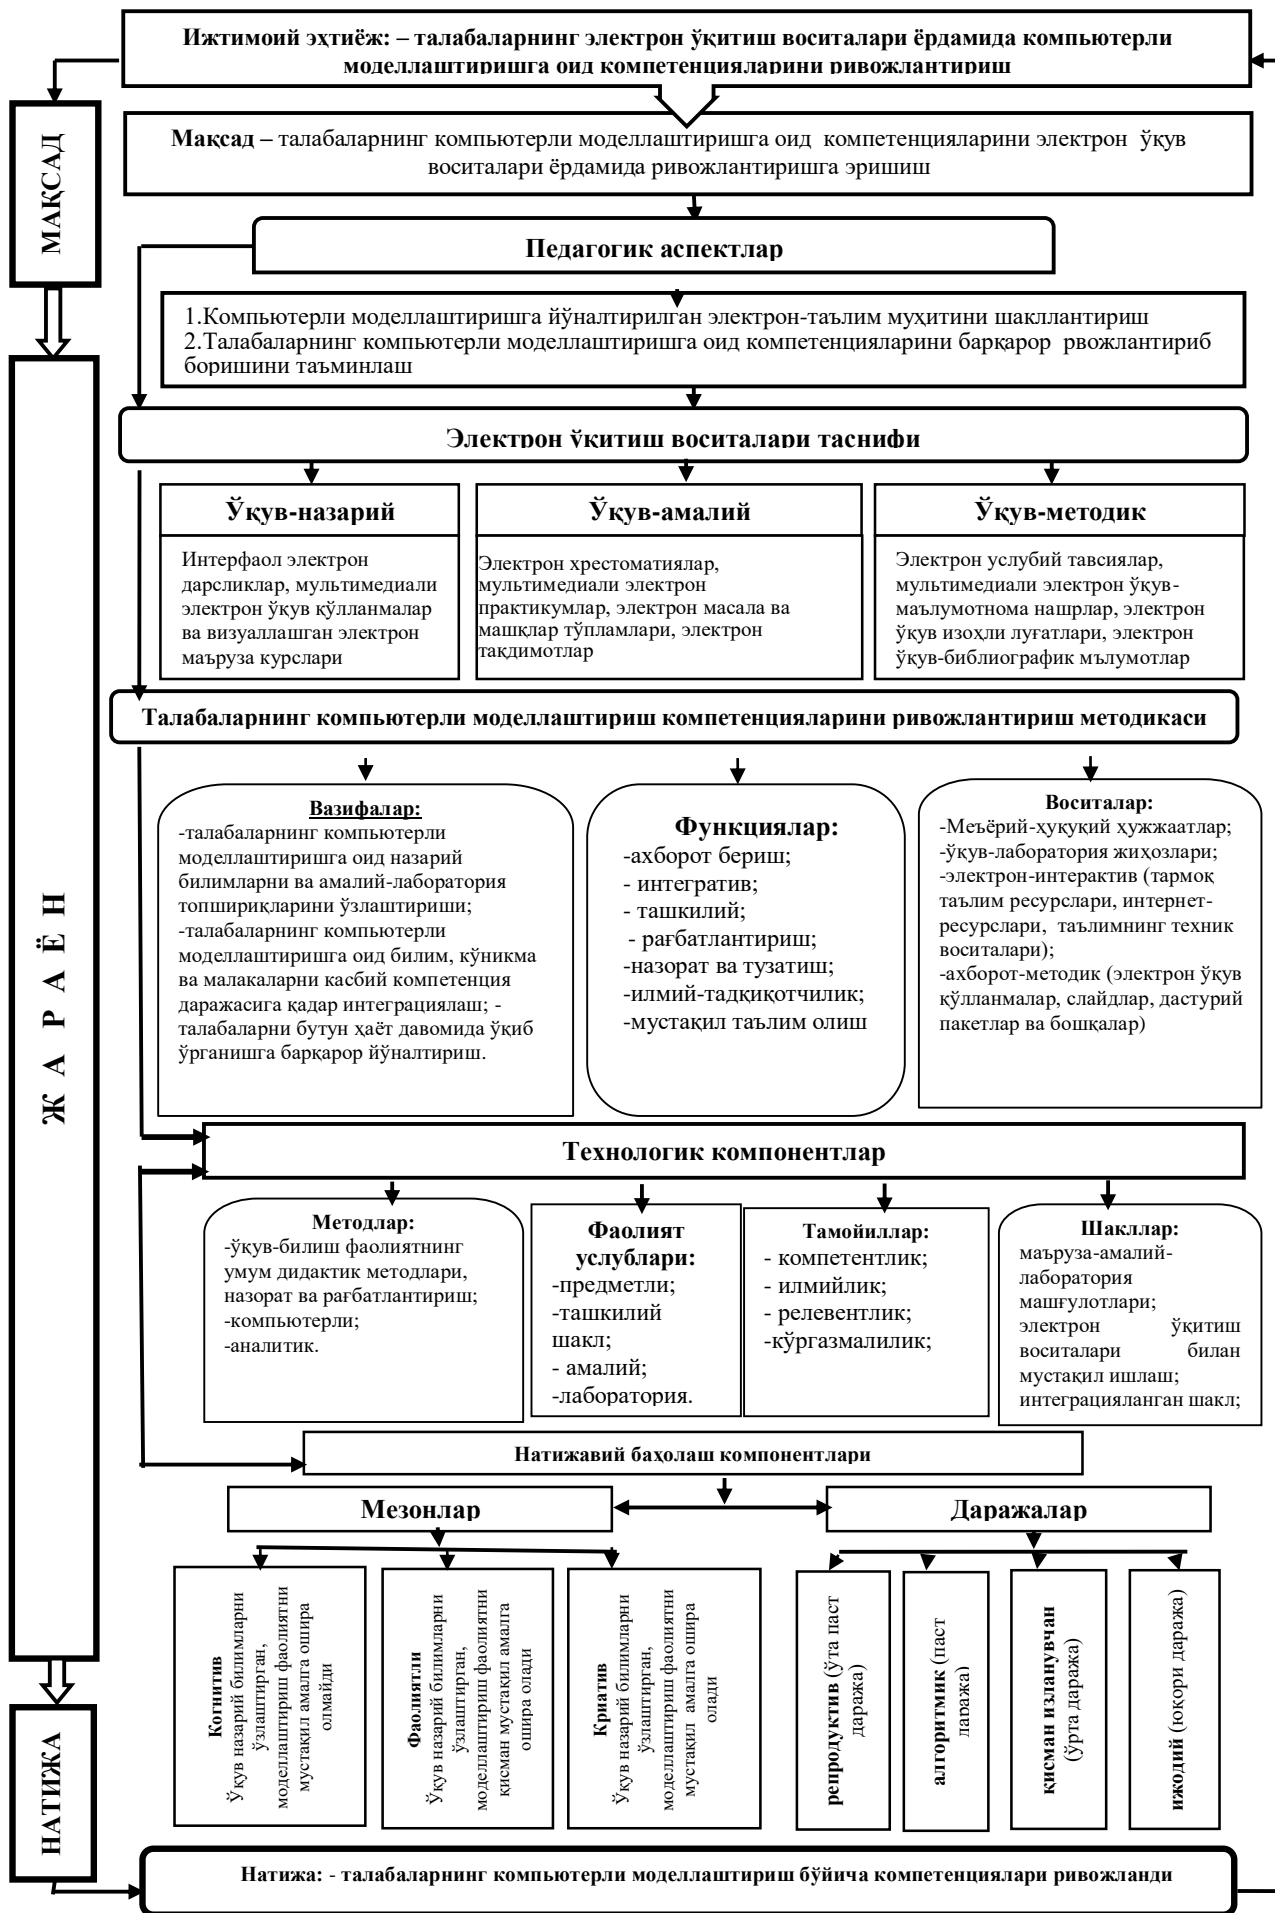 Ижтимоий эҳтиёж: – талабаларнинг электрон ўқитиш воситалари ёрдамида компьютерли
моделлаштиришга оид компетенцияларини ривожлантириш
МАҚСАД
Мақсад – талабаларнинг компьютерли моделлаштиришга оид компетенцияларини электрон ўқув
воситалари ёрдамида ривожлантиришга эришиш
Педагогик аспектлар
1.Компьютерли моделлаштиришга йўналтирилган электрон-таълим муҳитини шакллантириш
2.Талабаларнинг компьютерли моделлаштиришга оид компетенцияларини барқарор рвожлантириб
боришини таъминлаш
ЖАРАЁН
Электрон ўқитиш воситалари таснифи
Ўқув-назарий
Интерфаол электрон
дарсликлар, мультимедиали
электрон ўқув қўлланмалар
ва визуаллашган электрон
маъруза курслари
Ўқув-амалий
Электрон хрестоматиялар,
мультимедиали электрон
практикумлар, электрон масала ва
машқлар тўпламлари, электрон
тақдимотлар
Ўқув-методик
Электрон услубий тавсиялар,
мультимедиали электрон ўқув-
маълумотнома нашрлар, электрон
ўқув изоҳли луғатлари, электрон
ўқув-библиографик мълумотлар
Талабаларнинг компьютерли моделлаштириш компетенцияларини ривожлантириш методикаси
Вазифалар:
-талабаларнинг компьютерли
моделлаштиришга оид назарий
билимларни ва амалий-лаборатория
топшириқларини ўзлаштириши;
-талабаларнинг компьютерли
моделлаштиришга оид билим, кўникма
ва малакаларни касбий компетенция
даражасига қадар интеграциялаш; -
талабаларни бутун ҳаёт давомида ўқиб
ўрганишга барқарор йўналтириш.
Функциялар:
-ахборот бериш;
- интегратив;
- ташкилий;
- рағбатлантириш;
-назорат ва тузатиш;
-илмий-тадқиқотчилик;
-мустақил таълим олиш
Воситалар:
-Меъёрий-ҳуқуқий ҳужжаатлар;
-ўқув-лаборатория жиҳозлари;
-электрон-интерактив (тармоқ
таълим ресурслари, интернет-
ресурслари, таълимнинг техник
воситалари);
-ахборот-методик (электрон ўқув
қўлланмалар, слайдлар, дастурий
пакетлар ва бошқалар)
Технологик компонентлар
Методлар:
-ўқув-билиш фаолиятнинг
умум дидактик методлари,
назорат ва рағбатлантириш;
-компьютерли;
-аналитик.
Фаолият
услублари:
-предметли;
-ташкилий
шакл;
- амалий;
-лаборатория.
Тамойиллар:
- компетентлик;
- илмийлик;
- релевентлик;
-кўргазмалилик;
Шакллар:
маъруза-амалий-
лаборатория
машғулотлари;
электрон ўқитиш
воситалари билан
мустақил ишлаш;
интеграцияланган шакл;
Натижавий баҳолаш компонентлари
Мезонлар
Даражалар
Когнитив
Ўқув назарий билимларни
ўзлаштирган,
моделлаштириш фаолиятни
мустақил амалга ошира
олмайди
Фаолиятли
Ўқув назарий билимларни
ўзлаштирган,
моделлаштириш фаолиятни
қисман мустақил амалга
ошира олади
Криатив
Ўқув назарий билимларни
ўзлаштирган,
моделлаштириш фаолиятни
мустақил амалга ошира
олади
репродуктив (ўта паст
даража)
алгоритмик (паст
даража)
қисман изланувчан
(ўрта даража)
ижодий (юқори даража)
НАТИЖА
Натижа: - талабаларнинг компьютерли моделлаштириш бўйича компетенциялари ривожланди